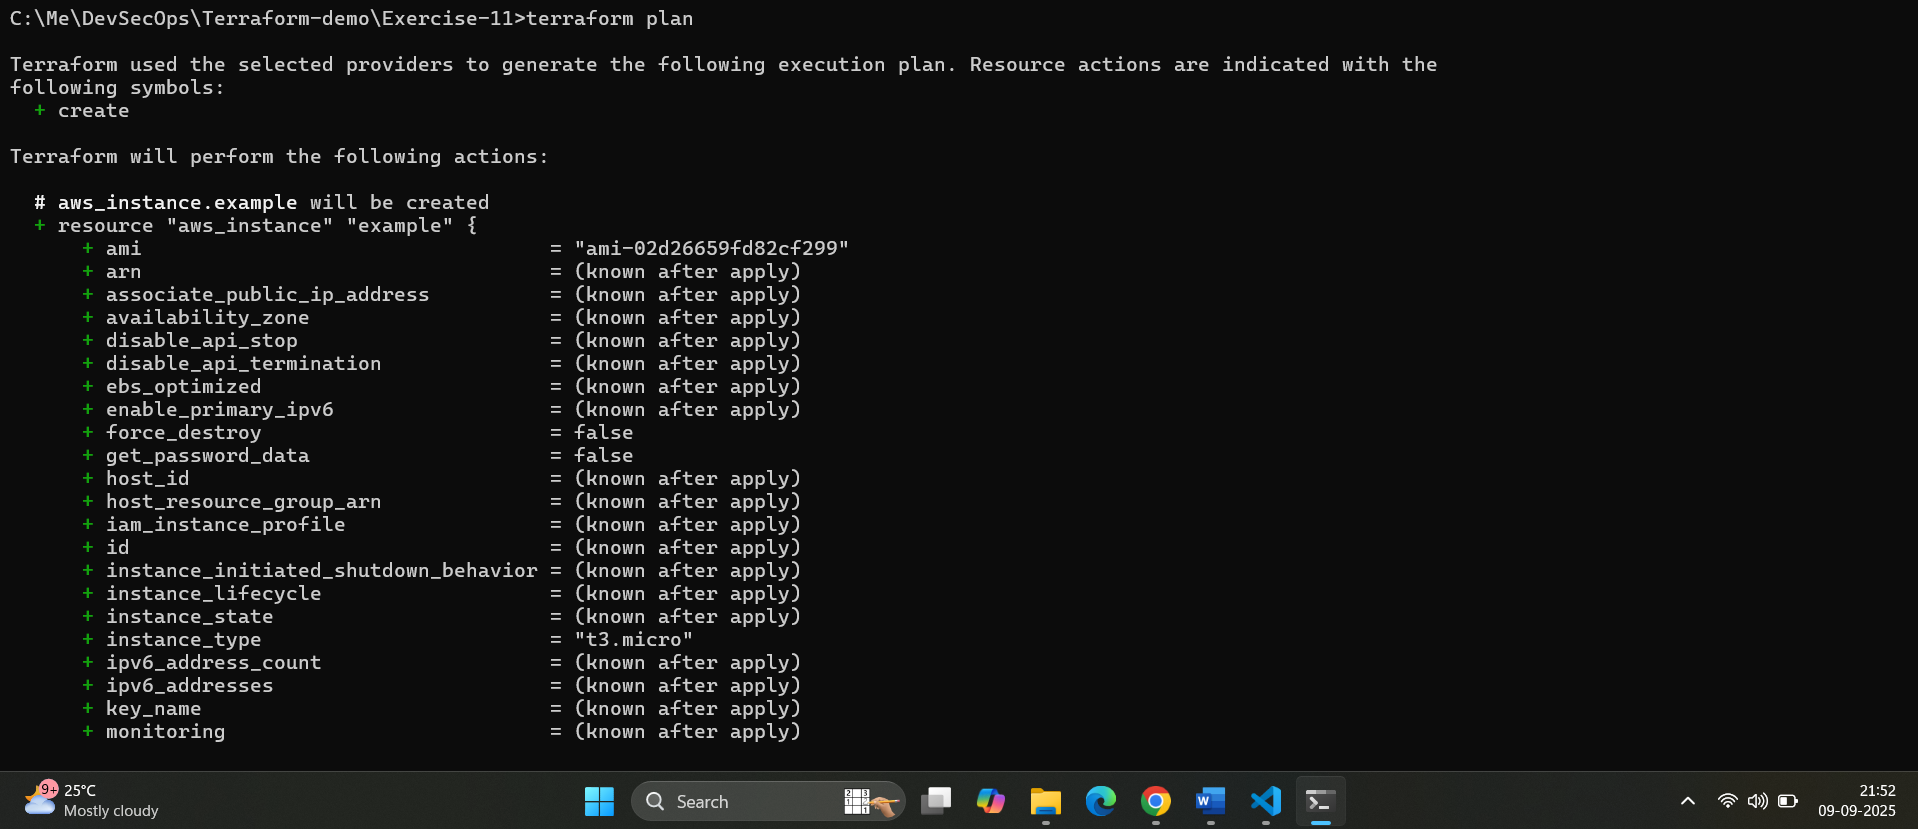 C:\Me\DevSecOps\Terraform-demo\Exercise-11>terraform plan
Terraform used the selected providers to generate the following execution plan. Resource actions are indicated with the
following symbols:
  + create
Terraform will perform the following actions:
  # aws_instance.example will be created
  + resource "aws_instance" "example" {
      + ami                                  = "ami-02d26659fd82cf299"
      + arn                                  = (known after apply)
      + associate_public_ip_address          = (known after apply)
      + availability_zone                    = (known after apply)
      + disable_api_stop                     = (known after apply)
      + disable_api_termination              = (known after apply)
      + ebs_optimized                        = (known after apply)
      + enable_primary_ipv6                  = (known after apply)
      + force_destroy                        = false
      + get_password_data                    = false
      + host_id                              = (known after apply)
      + host_resource_group_arn              = (known after apply)
      + iam_instance_profile                 = (known after apply)
      + id                                   = (known after apply)
      + instance_initiated_shutdown_behavior = (known after apply)
      + instance_lifecycle                   = (known after apply)
      + instance_state                       = (known after apply)
      + instance_type                        = "t3.micro"
      + ipv6_address_count                   = (known after apply)
      + ipv6_addresses                       = (known after apply)
      + key_name                             = (known after apply)
      + monitoring                           = (known after apply)
9+
25°C
Mostly cloudy
Search
21:52
09-09-2025